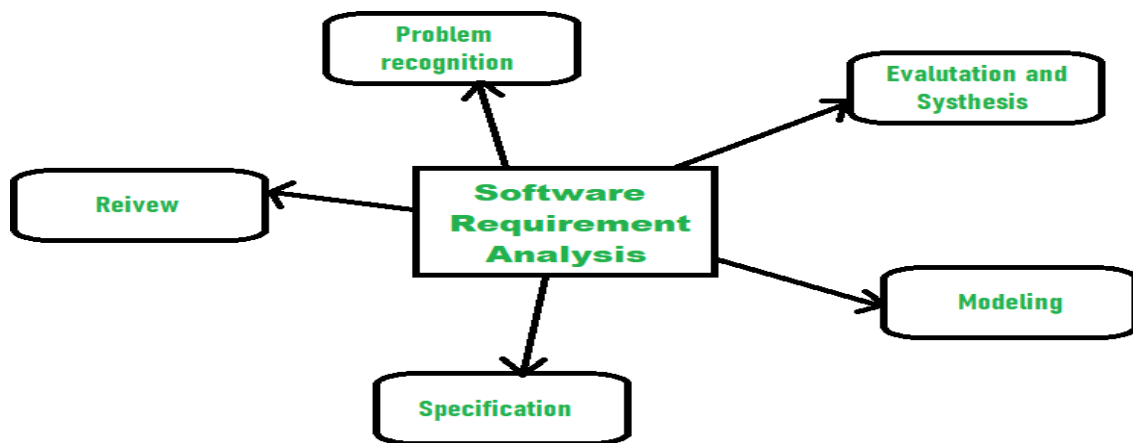 Problem
recognition
Evalutation and
Systhesis
Reivew
Software
Requirement
Analysis
Modeling
Specification